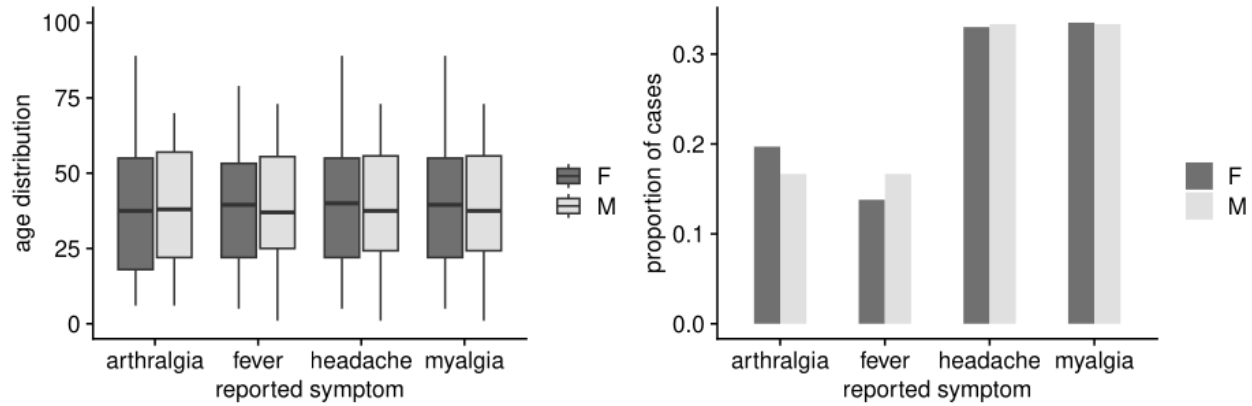 100
75
50
25
0
age distribution
arthralgia fever headache myalgia
reported symptom
F
M
0.3
0.2
0.1
0.0
proportion of cases
arthralgia fever headache myalgia
reported symptom
F
M